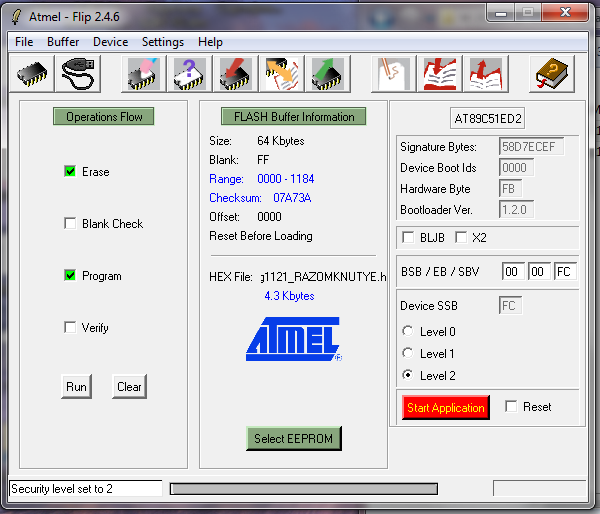 Atmel - Flip 2.4.6
File Buffer Device Settings Help
Operations Flow
Erase
Blank Check
Program
Verify
Run Clear
FLASH Buffer Information
Size: 64 Kbytes
Blank: FF
Range: 0000 - 1184
Checksum: 07A73A
Offset: 0000
Reset Before Loading
HEX File: g1121_RAZOMKNUTYE.h
4.3 Kbytes
ATMEL®
Select EEPROM
AT89C51ED2
Signature Bytes: 58D7ECEF
Device Boot Ids 0000
Hardware Byte FB
Bootloader Ver. 1.2.0
BLJB X2
BSB / EB / SBV 00 00 FC
Device SSB FC
Level 0
Level 1
Level 2
Start Application Reset
Security level set to 2